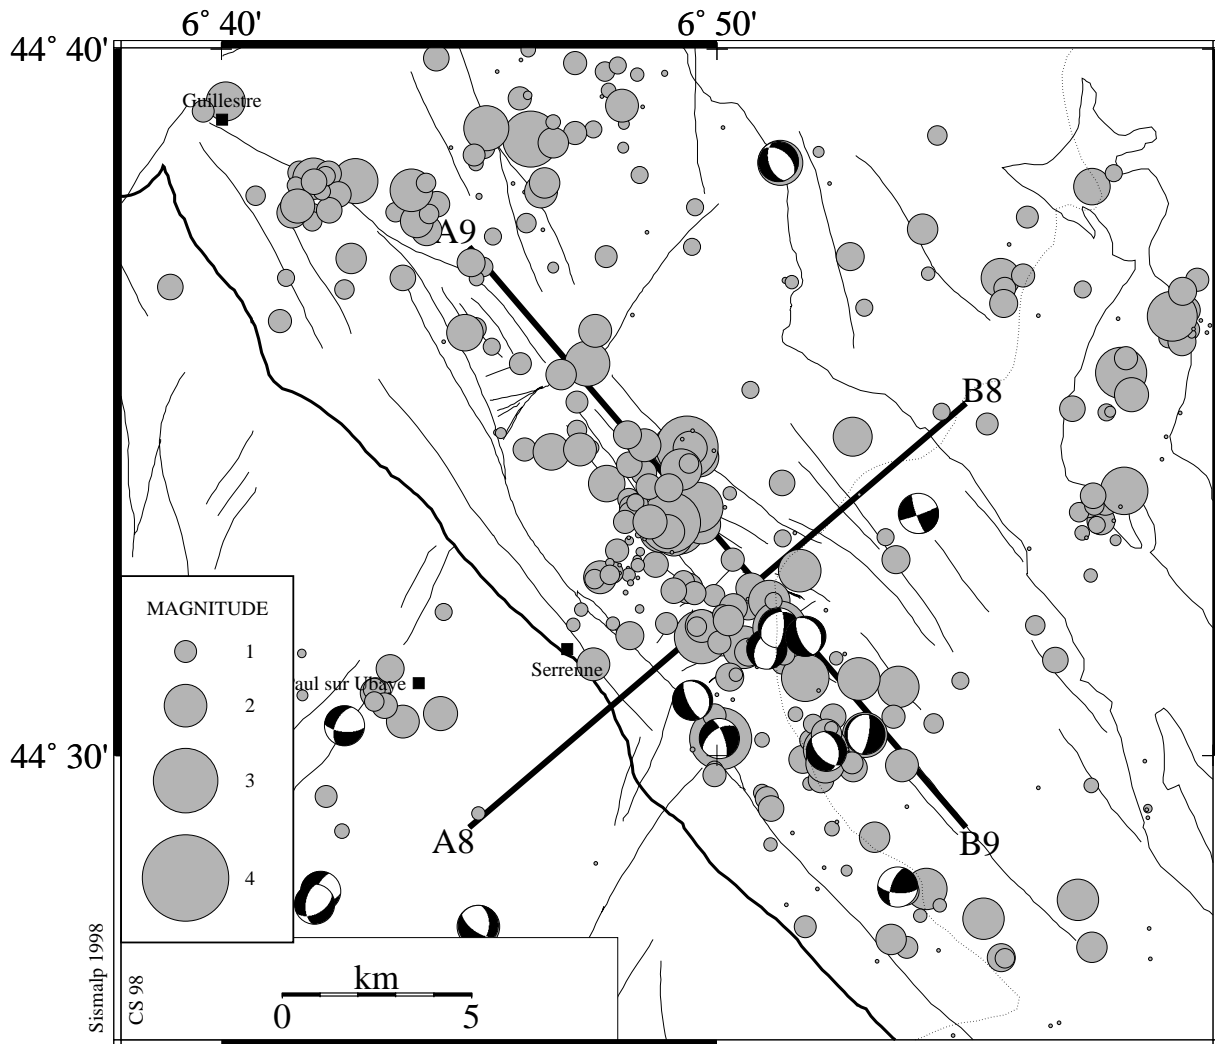 6° 40' 6° 50'
44° 40'
Guillestre
A9
B8
MAGNITUDE
1
2
3
4
Serrenne
aul sur Ubaye
44° 30'
A8
B9
km
0 5
Sismalp 1998
CS 98